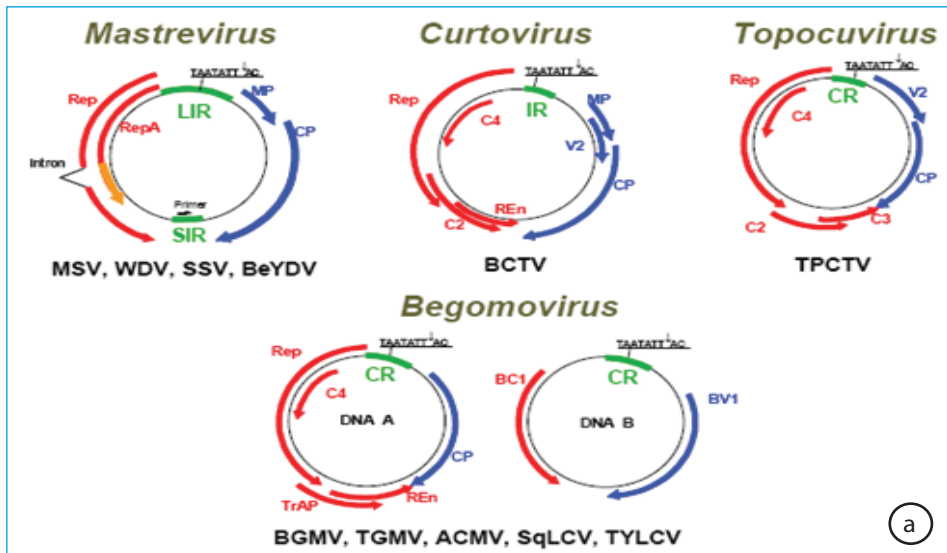 Mastrevirus
TAATATT AC
Rep
MP
LIR
RepA
CP
Intron
Primer
SIR
MSV, WDV, SSV, BeYDV
Curtovirus
TAATATT AC
Rep
MP
IR
C4
V2
CP
REn
C2
BCTV
Topocuvirus
TAATATT AC
Rep
V2
CR
C4
CP
C2
C3
TPCTV
Begomovirus
TAATATT AC
Rep
CR
C4
DNA A
CP
TrAP
REn
TAATATT AC
CR
BC1
BV1
DNA B
BGMV, TGMV, ACMV, SqLCV, TYLCV
a